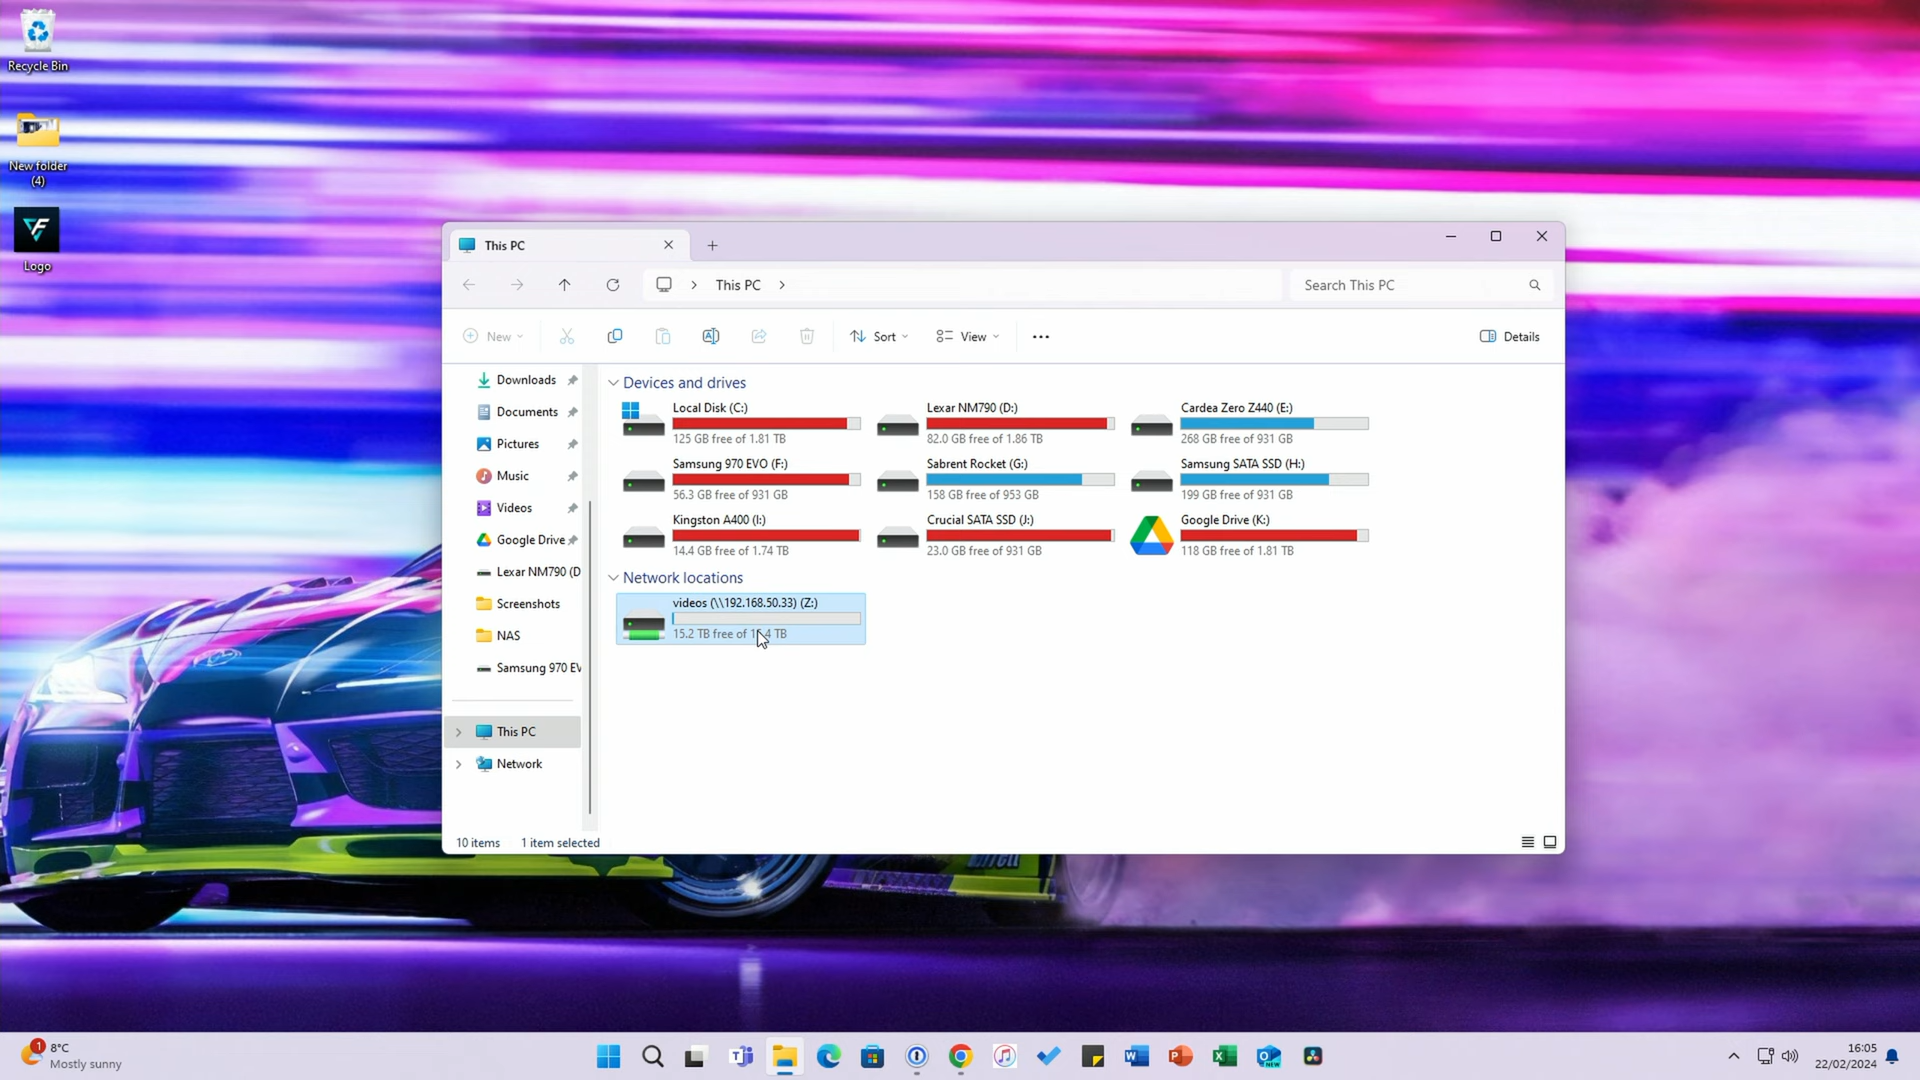 Recycle Bin
New folder
(4)
Logo
This PC
This PC
Search This PC
New
Sort
View
Details
Downloads
Documents
Pictures
Music
Videos
Google Drive
Lexar NM790 (D
Screenshots
NAS
Samsung 970 EV
This PC
Network
Devices and drives
Local Disk (C:)
125 GB free of 1.81 TB
Lexar NM790 (D:)
82.0 GB free of 1.86 TB
Cardea Zero Z440 (E:)
268 GB free of 931 GB
Samsung 970 EVO (F:)
56.3 GB free of 931 GB
Sabrent Rocket (G:)
158 GB free of 953 GB
Samsung SATA SSD (H:)
199 GB free of 931 GB
Kingston A400 (I:)
14.4 GB free of 1.74 TB
Crucial SATA SSD (J:)
23.0 GB free of 931 GB
Google Drive (K:)
118 GB free of 1.81 TB
Network locations
videos (\\192.168.50.33) (Z:)
15.2 TB free of TB
10 items
1 item selected
1
8°C
Mostly sunny
NEW
16:05
22/02/2024